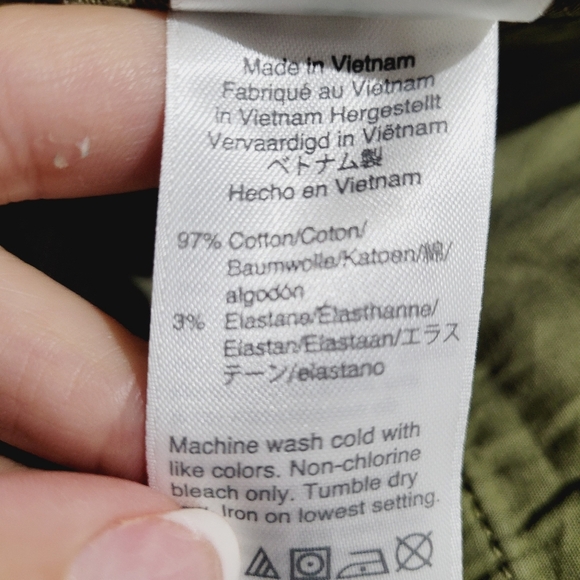 Made in Vietnam
Fabriqué au Viétnam
in Vietnam Hergestellt
Vervaardigd in Viëtnam
ベトナム製
Hecho en Vietnam
97% Cotton/Coton/
Baumwolle/Katoen/綿/
algodón
3% Elastane/Élasthanne/
Elastan/Elastaan/エラス
テーン/elastano
Machine wash cold with
like colors. Non-chlorine
bleach only. Tumble dry
Iron on lowest setting.